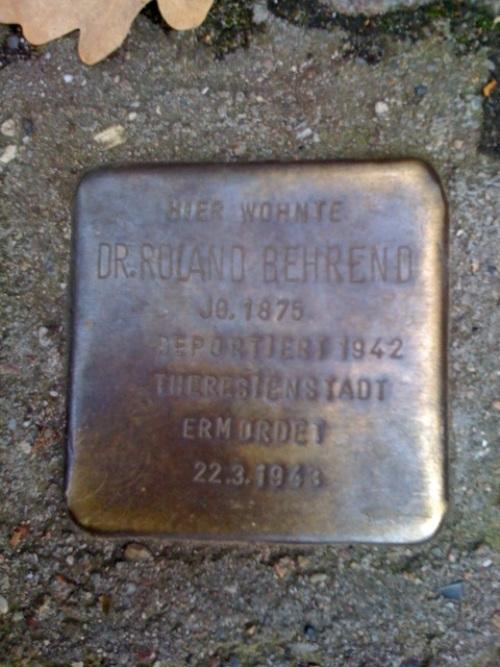 HIER WOHNTE
DR. ROLAND BEHREND
JG. 1875
DEPORTIERT 1942
THERESIENSTADT
ERMORDET
22.3.1943